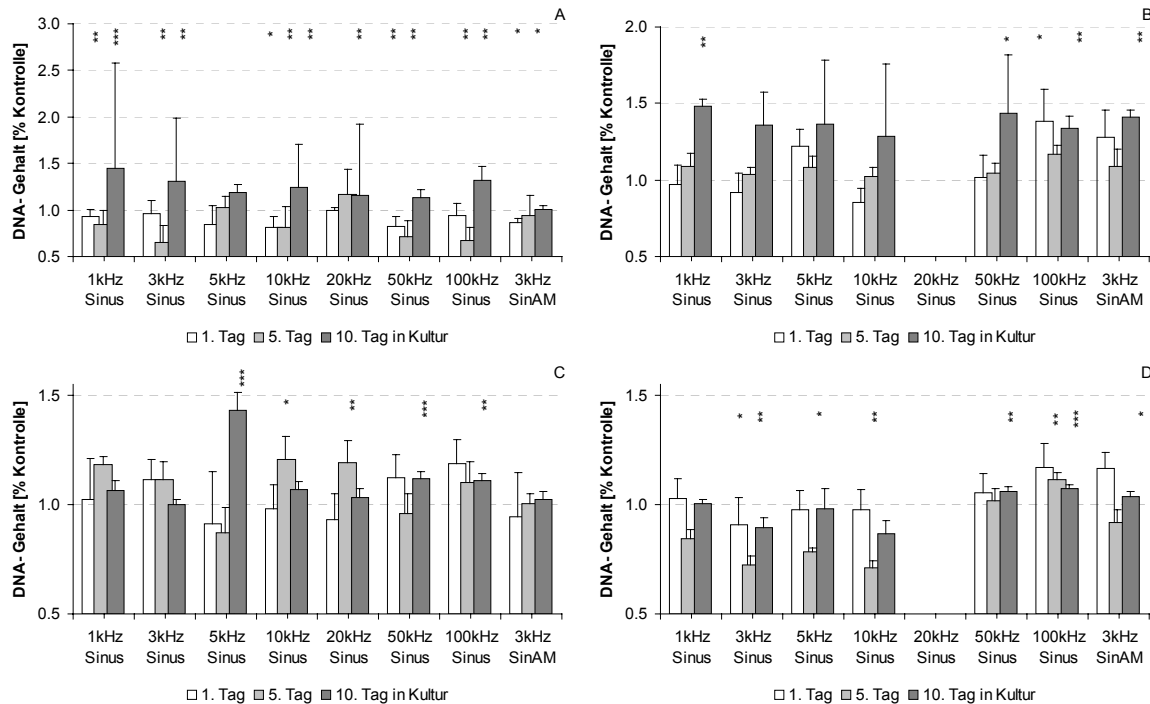 A
DNA- Gehalt [% Kontrolle]
3.0
2.5
2.0
1.5
1.0
0.5
** *** ** ** * ** ** ** ** ** ** ** * *
1kHz 3kHz 5kHz 10kHz 20kHz 50kHz 100kHz 3kHz
Sinus Sinus Sinus Sinus Sinus Sinus Sinus SinAM
1. Tag 5. Tag 10. Tag in Kultur
B
DNA- Gehalt [% Kontrolle]
2.0
1.5
1.0
0.5
** * * ** **
1kHz 3kHz 5kHz 10kHz 20kHz 50kHz 100kHz 3kHz
Sinus Sinus Sinus Sinus Sinus Sinus Sinus SinAM
1. Tag 5. Tag 10. Tag in Kultur
C
DNA- Gehalt [% Kontrolle]
1.5
1.0
0.5
*** * ** *** **
1kHz 3kHz 5kHz 10kHz 20kHz 50kHz 100kHz 3kHz
Sinus Sinus Sinus Sinus Sinus Sinus Sinus SinAM
1. Tag 5. Tag 10. Tag in Kultur
D
DNA- Gehalt [% Kontrolle]
1.5
1.0
0.5
* ** * ** ** ** *** *
1kHz 3kHz 5kHz 10kHz 20kHz 50kHz 100kHz 3kHz
Sinus Sinus Sinus Sinus Sinus Sinus Sinus SinAM
1. Tag 5. Tag 10. Tag in Kultur